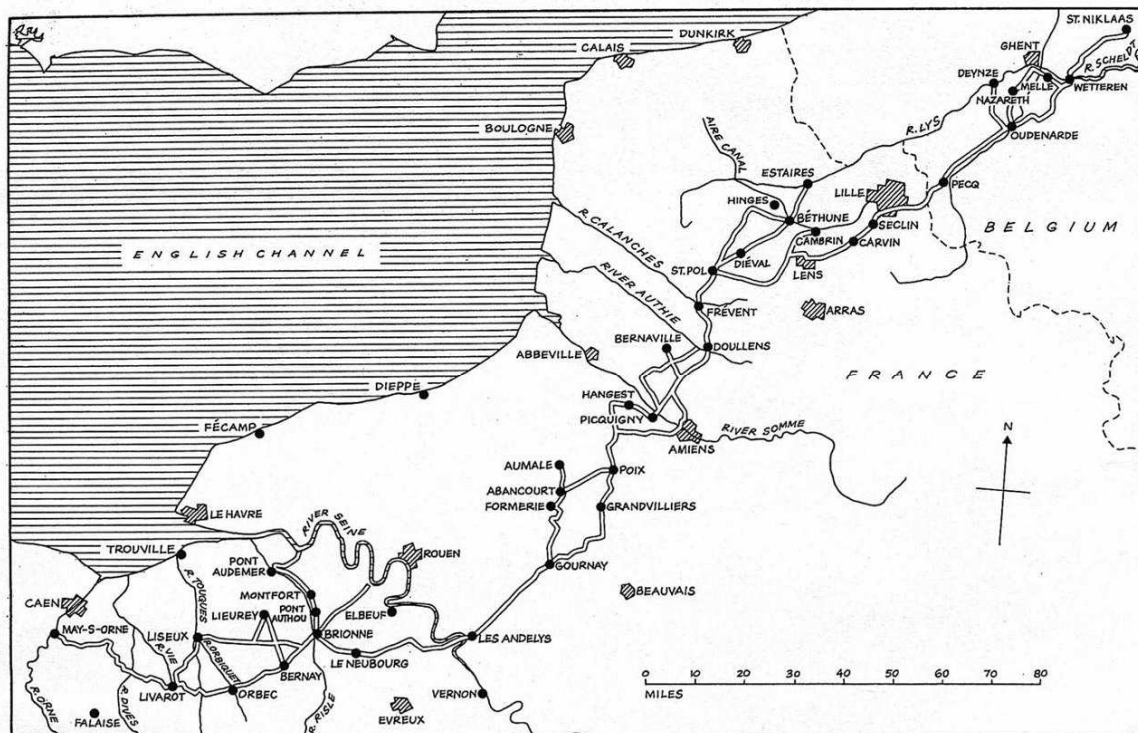 ST. NIKLAAS
GHENT
R. SCHELDT
DUNKIRK
CALAIS
DEYNZE
MELLE
WETTEREN
NAZARETH
BOULOGNE
AIRE CANAL
R. LYS
OUDENARDE
ESTAIRES
LILLE
PECQ
HINGES
BÉTHUNE
R. CALANCHES
SECLIN
BELGIUM
CAMBRIN
CARVIN
ENGLISH CHANNEL
DIÉVAL
LENS
ST. POL
RIVER AUTHIE
FRÉVENT
ARRAS
BERNAVILLE
DOULLENS
ABBEVILLE
FRANCE
DIEPPE
HANGEST
PICQUIGNY
FÉCAMP
RIVER SOMME
N
AMIENS
AUMALE
POIX
ABANCOURT
FORMERIE
GRANDVILLIERS
LE HAVRE
RIVER SEINE
TROUVILLE
ROUEN
PONT
AUDEMER
GOURNAY
R. TOUQUES
MONTFORT
BEAUVAIS
CAEN
LIEUREY
PONT
AUTHOU
ELBEUF
MAY-S-ORNE
LISEUX
BRIONNE
LES ANDELYS
R. VIE
R. ORBIQUET
LE NEUBOURG
BERNAY
0 10 20 30 40 50 60 70 80
MILES
LIVAROT
ORBEC
VERNON
R. ORNE
R. DIVES
R. RISLE
EVREUX
FALAISE